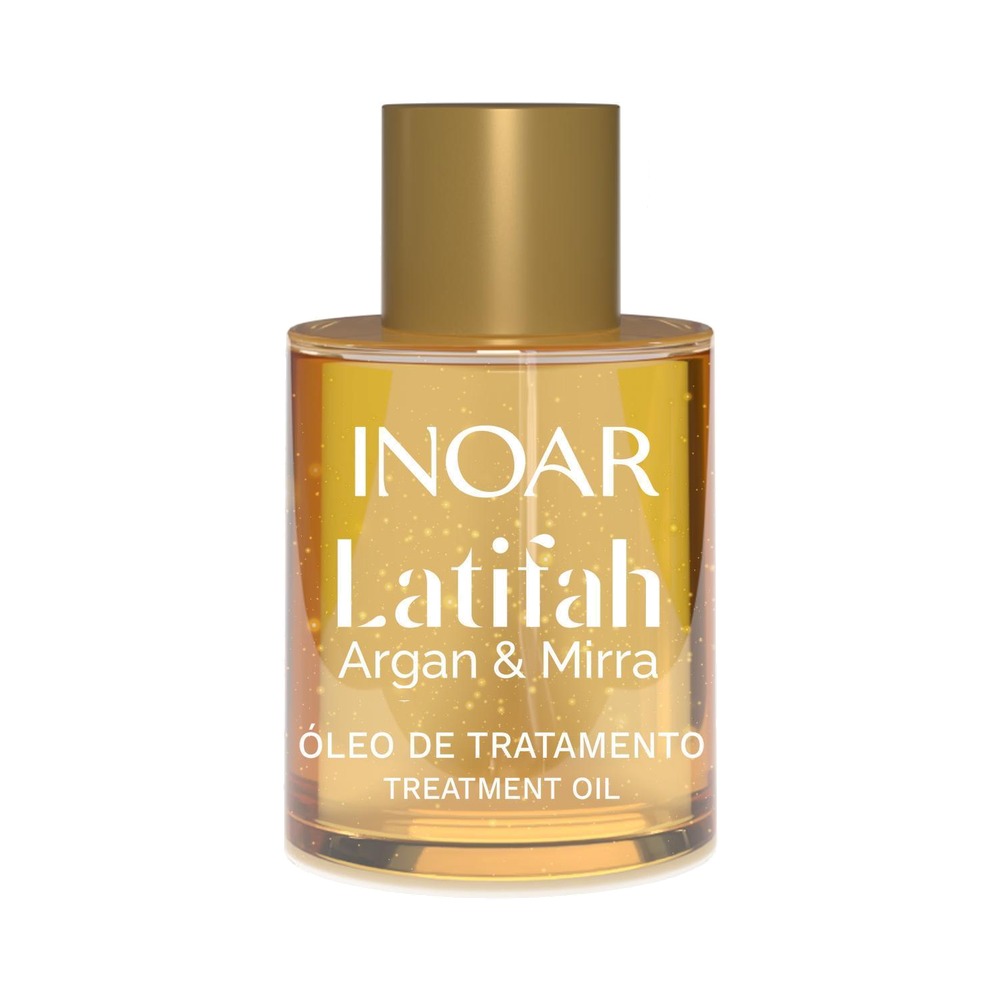 INOAR
Latifah
Argan & Mirra
ÓLEO DE TRATAMENTO
TREATMENT OIL